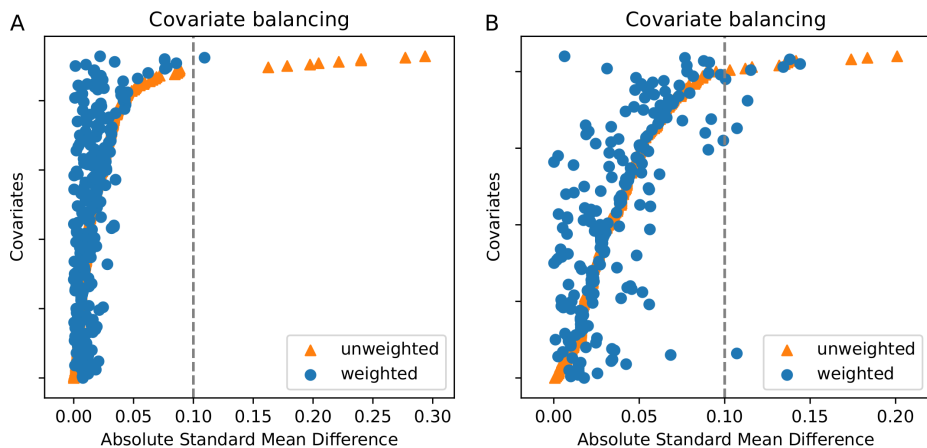 A
Covariate balancing
Covariates
unweighted
weighted
0.00 0.05 0.10 0.15 0.20 0.25 0.30
Absolute Standard Mean Difference
B
Covariate balancing
Covariates
unweighted
weighted
0.00 0.05 0.10 0.15 0.20
Absolute Standard Mean Difference